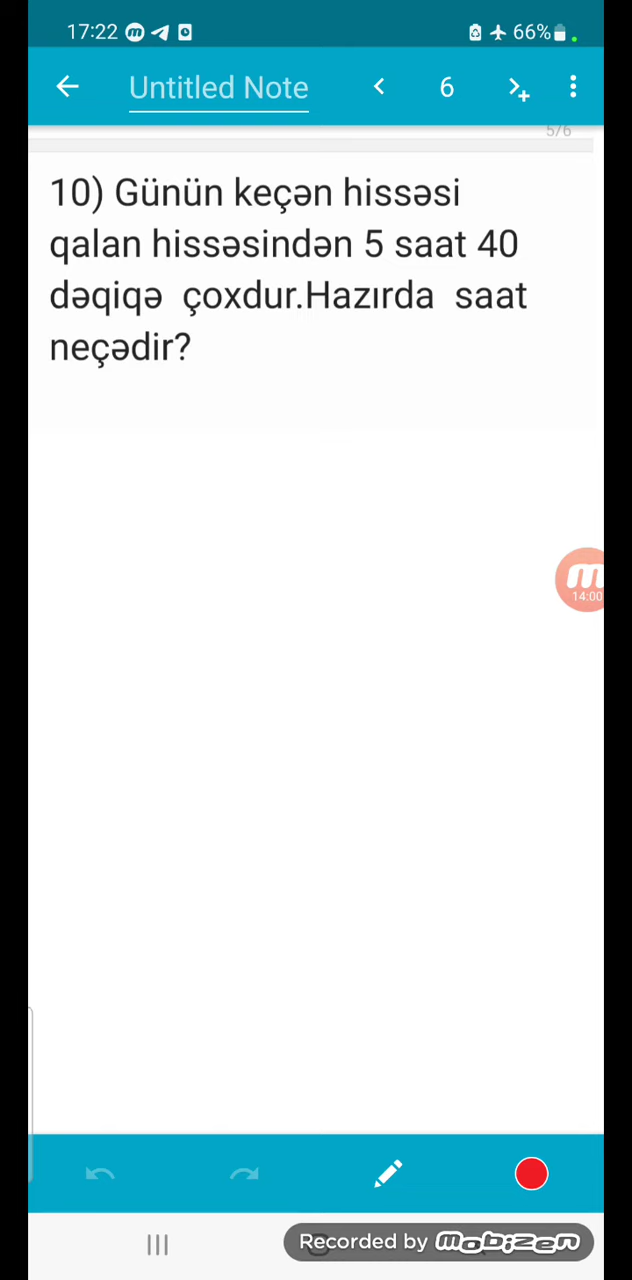 17:22 66%
Untitled Note 6
5/6
10) Günün keçən hissəsi
qalan hissəsindən 5 saat 40
dəqiqə çoxdur.Hazırda saat
neçədir?
m
14:00
Recorded by mobizen